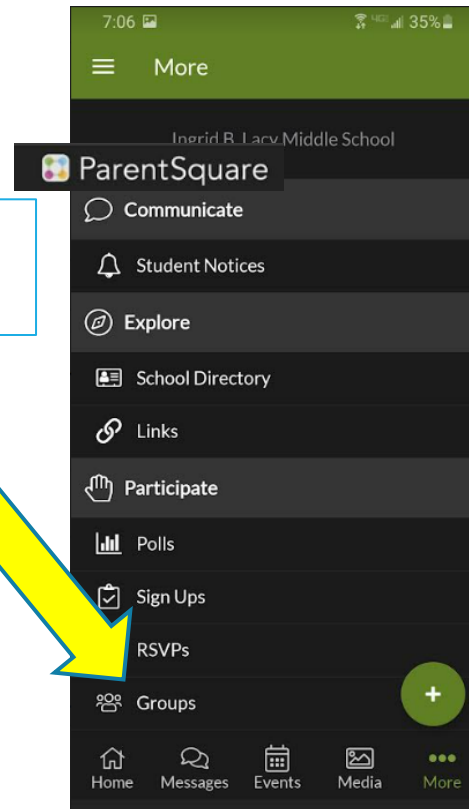 7:06 35%
More
Ingrid B. Lacy Middle School
ParentSquare
Communicate
Student Notices
Explore
School Directory
Links
Participate
Polls
Sign Ups
RSVPs
Groups
+
Home Messages Events Media More